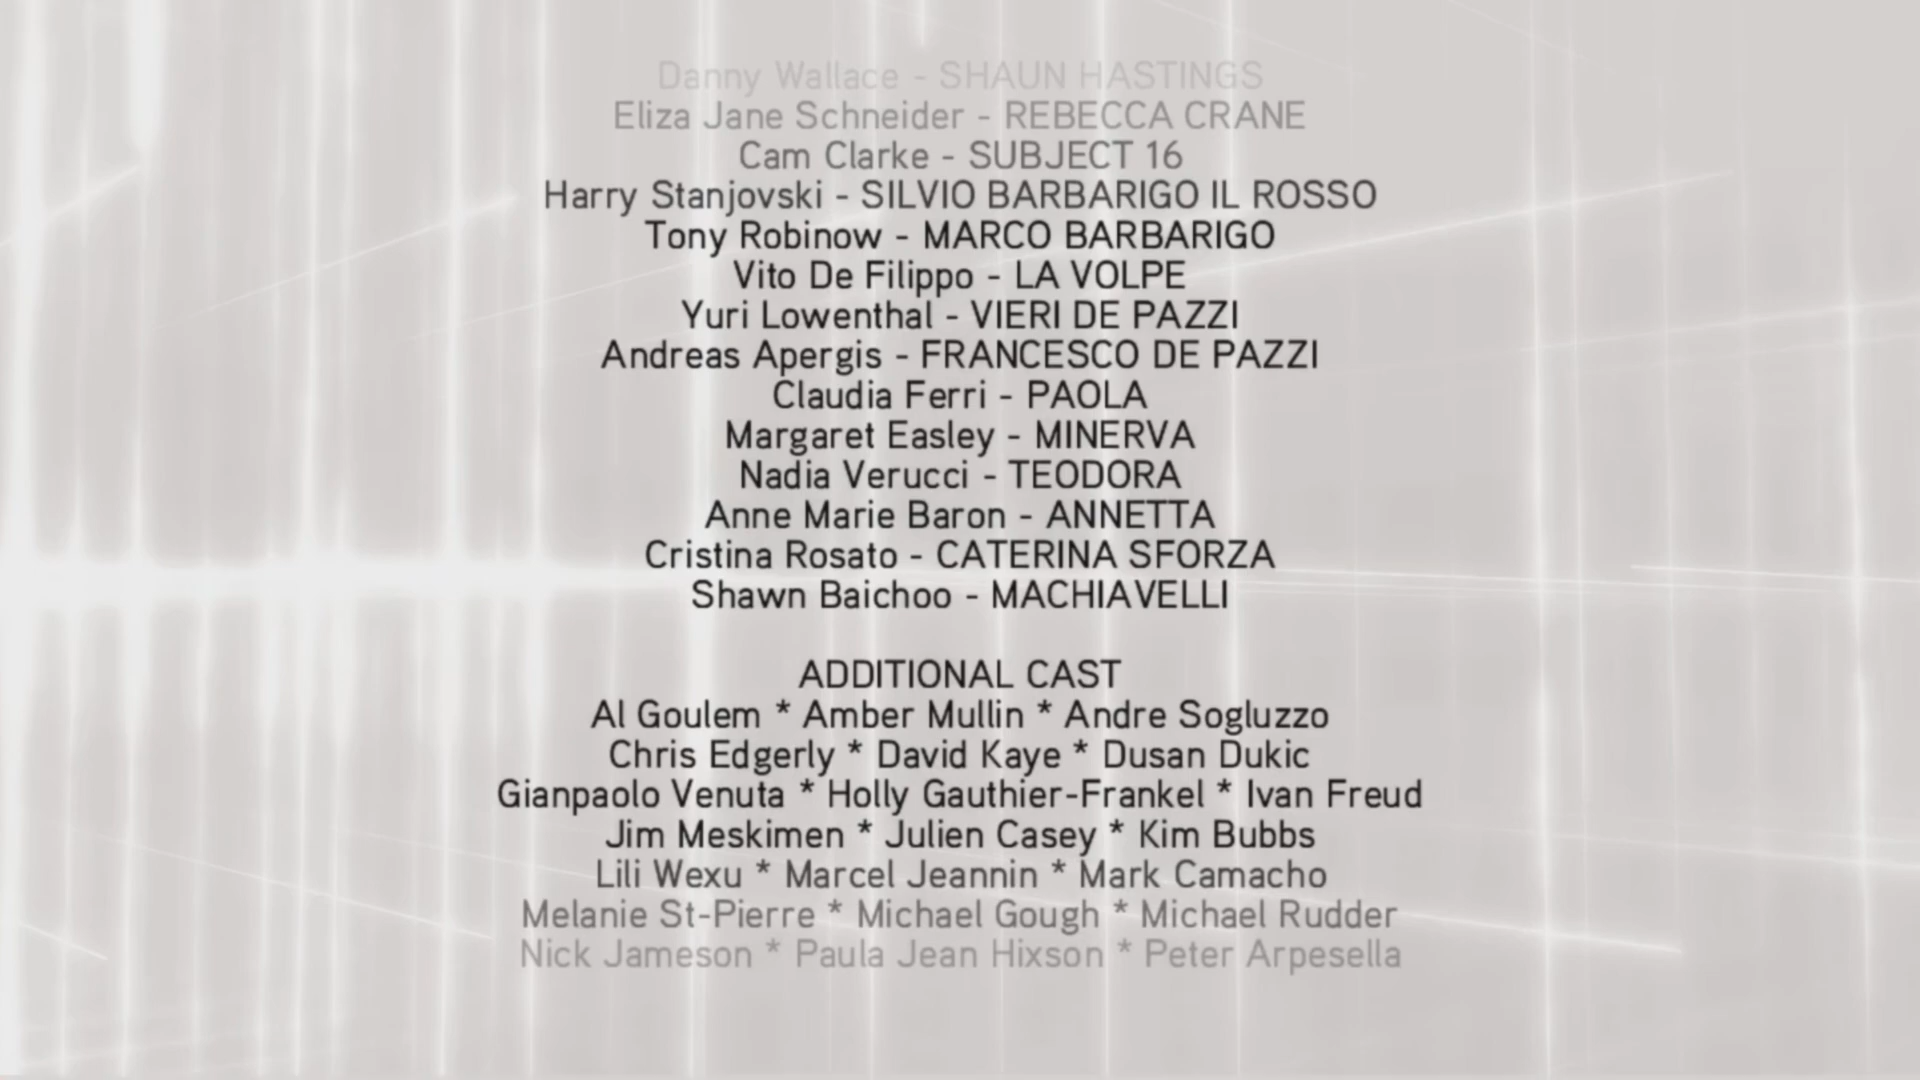 Danny Wallace - SHAUN HASTINGS
Eliza Jane Schneider - REBECCA CRANE
Cam Clarke - SUBJECT 16
Harry Stanjovski - SILVIO BARBARIGO IL ROSSO
Tony Robinow - MARCO BARBARIGO
Vito De Filippo - LA VOLPE
Yuri Lowenthal - VIERI DE PAZZI
Andreas Apergis - FRANCESCO DE PAZZI
Claudia Ferri - PAOLA
Margaret Easley - MINERVA
Nadia Verucci - TEODORA
Anne Marie Baron - ANNETTA
Cristina Rosato - CATERINA SFORZA
Shawn Baichoo - MACHIAVELLI
ADDITIONAL CAST
Al Goulem * Amber Mullin * Andre Sogluzzo
Chris Edgerly * David Kaye * Dusan Dukic
Gianpaolo Venuta * Holly Gauthier-Frankel * Ivan Freud
Jim Meskimen * Julien Casey * Kim Bubbs
Lili Wexu * Marcel Jeannin * Mark Camacho
Melanie St-Pierre * Michael Gough * Michael Rudder
Nick Jameson * Paula Jean Hixson * Peter Arpesella